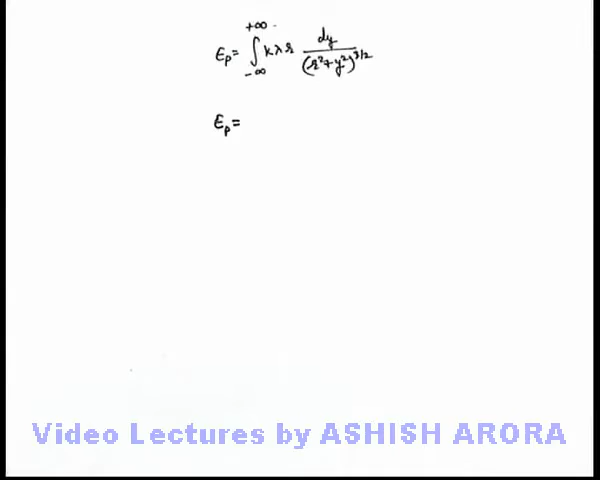 E_p = ∫_{-∞}^{+∞} kλr dy/(r²+y²)^{3/2}
E_p =
Video Lectures by ASHISH ARORA